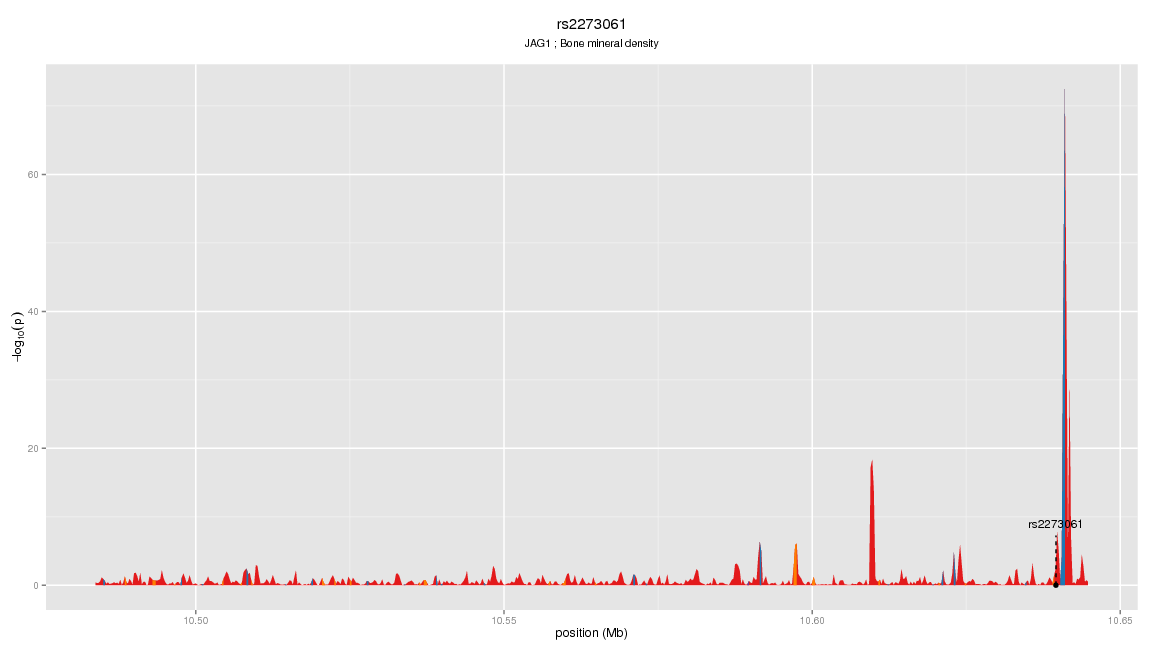 rs2273061
JAG1 ; Bone mineral density
−log10(p)
60
40
20
0
rs2273061
10.50
10.55
10.60
10.65
position (Mb)